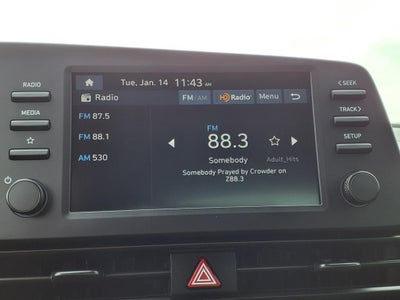 RADIO
MEDIA
Tue, Jan. 14 11:43 AM
Radio FM/AM HD Radio Menu
FM 87.5
FM 88.1
AM 530
FM
88.3
Somebody Adult_Hits
Somebody Prayed by Crowder on
Z88.3
< SEEK
TRACK >
SETUP